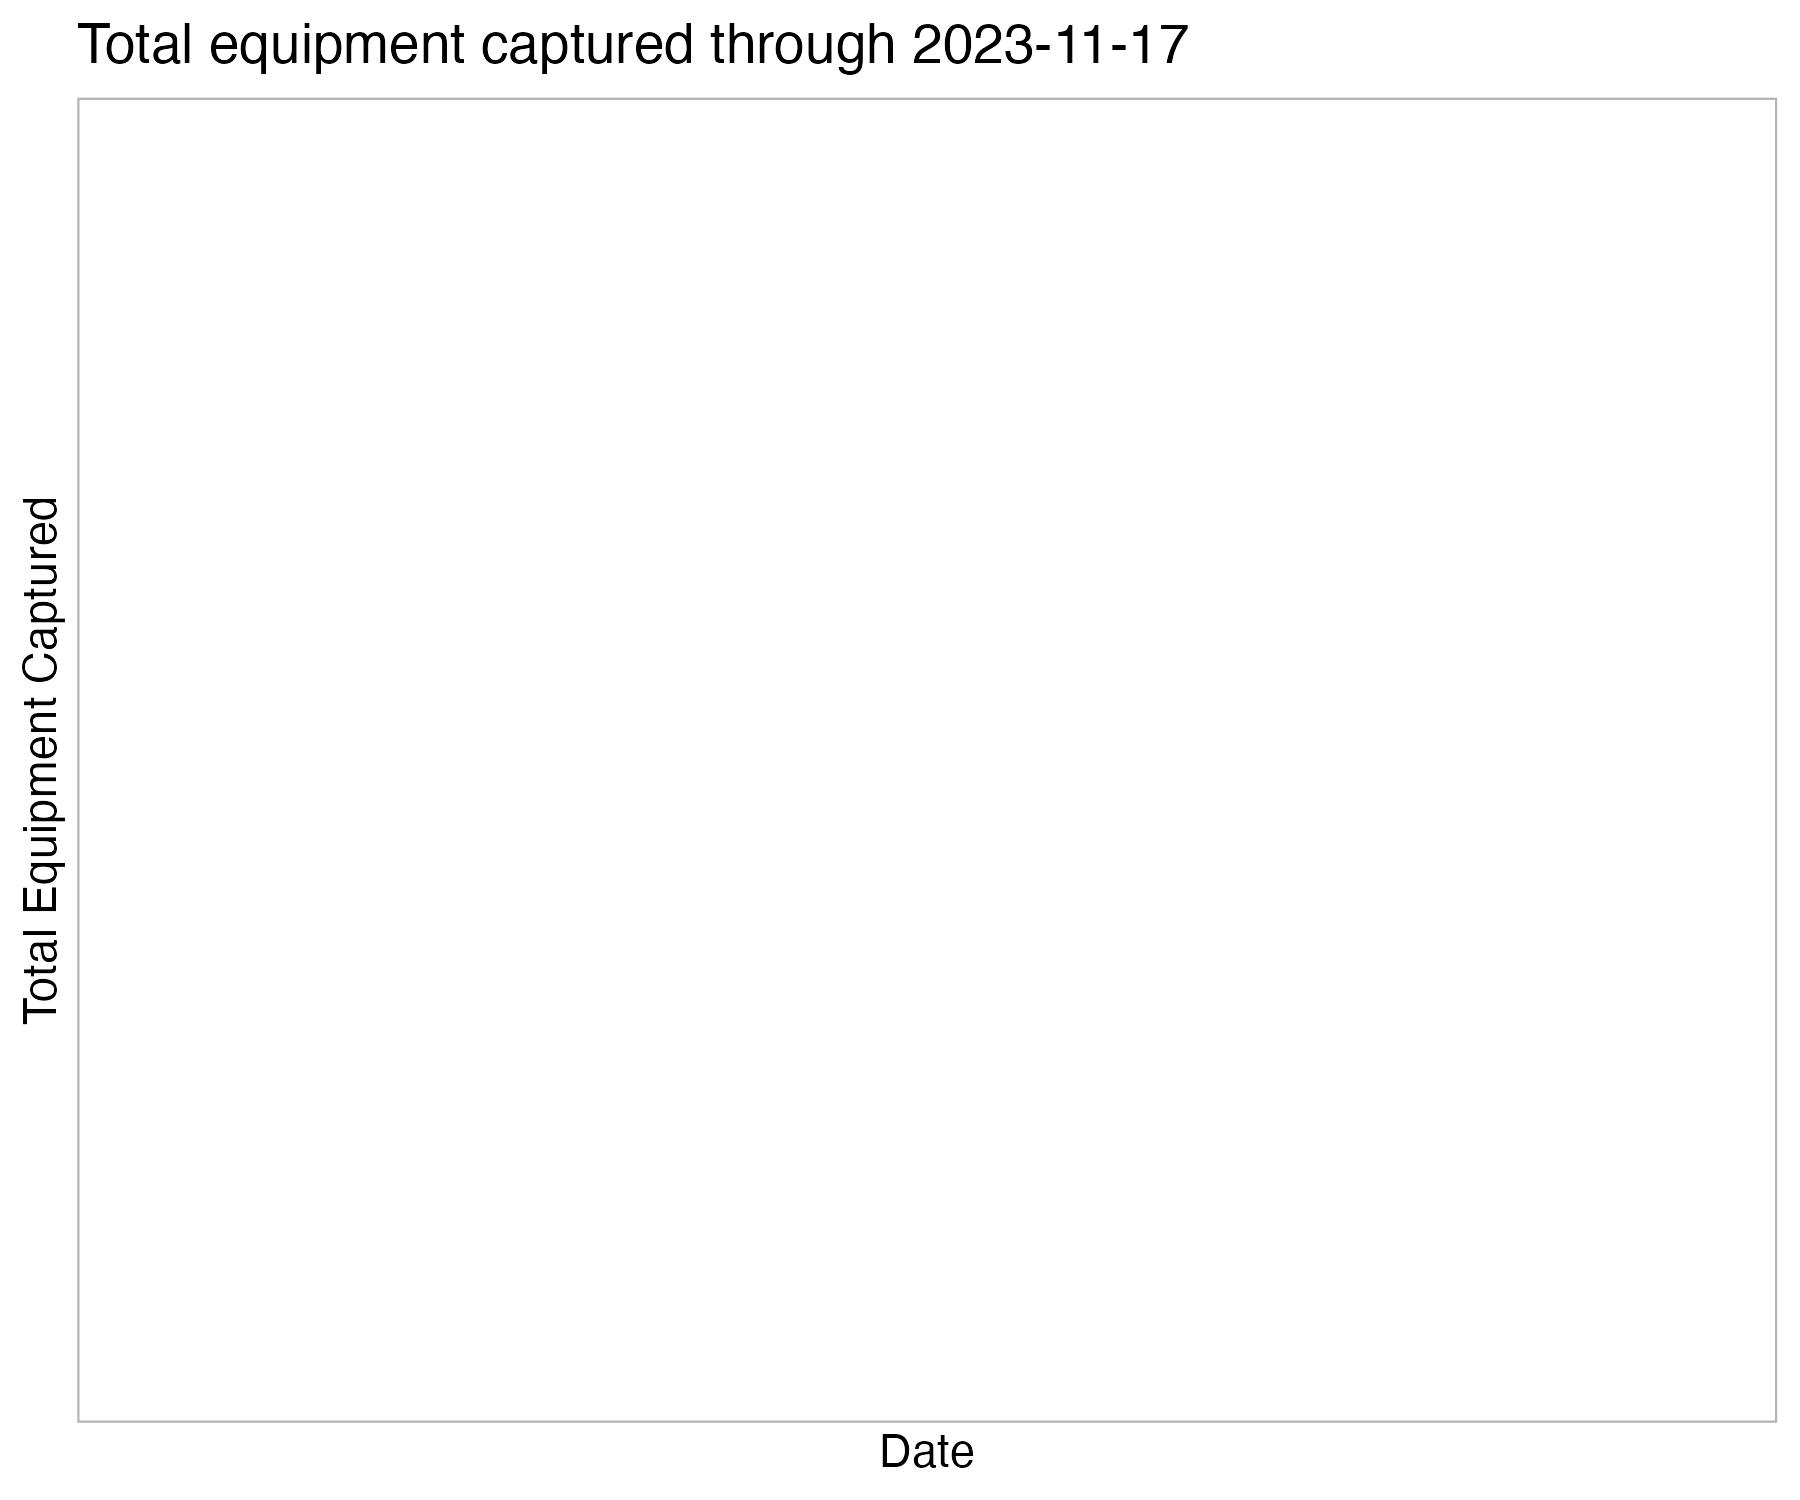 Total equipment captured through 2023-11-17
Total Equipment Captured
Date